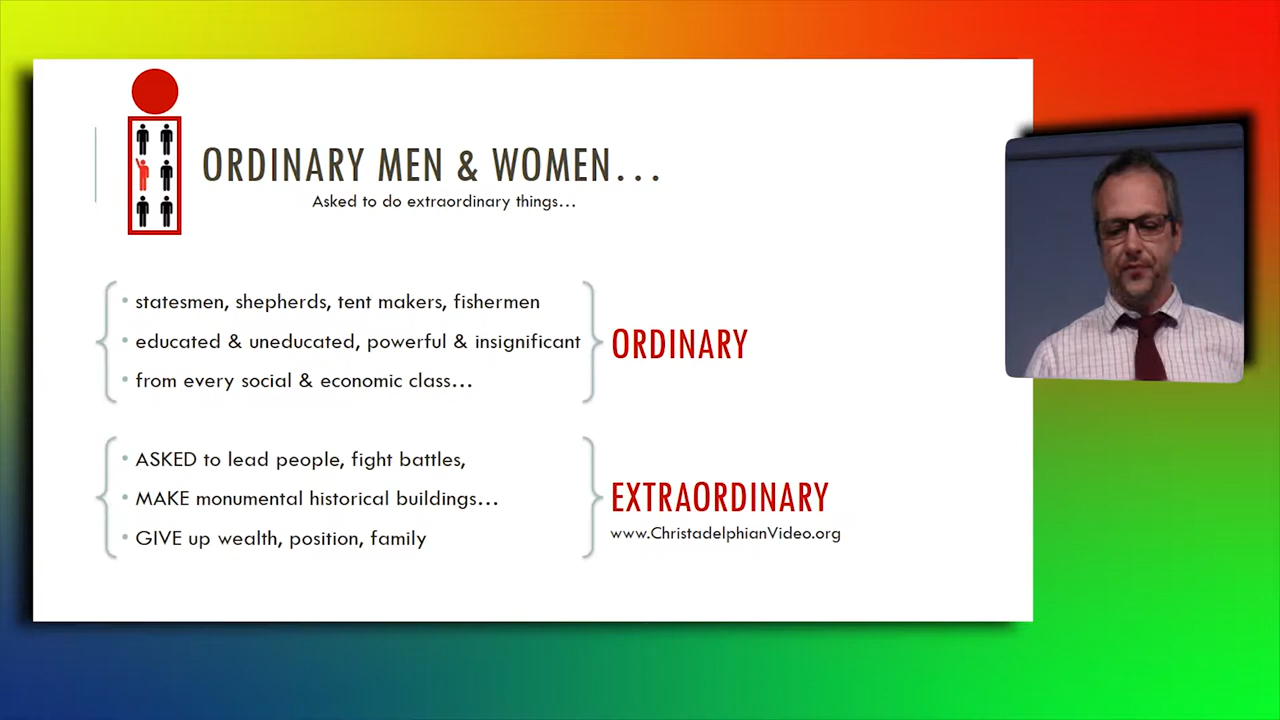 ORDINARY MEN & WOMEN...
Asked to do extraordinary things...
• statesmen, shepherds, tent makers, fishermen
• educated & uneducated, powerful & insignificant
• from every social & economic class...
ORDINARY
• ASKED to lead people, fight battles,
• MAKE monumental historical buildings...
• GIVE up wealth, position, family
EXTRAORDINARY
www.ChristadelphianVideo.org